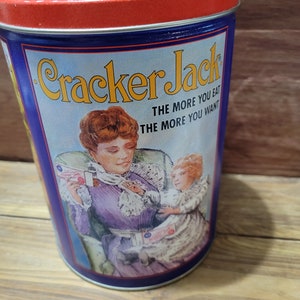 Cracker Jack
THE MORE YOU EAT
THE MORE YOU WANT